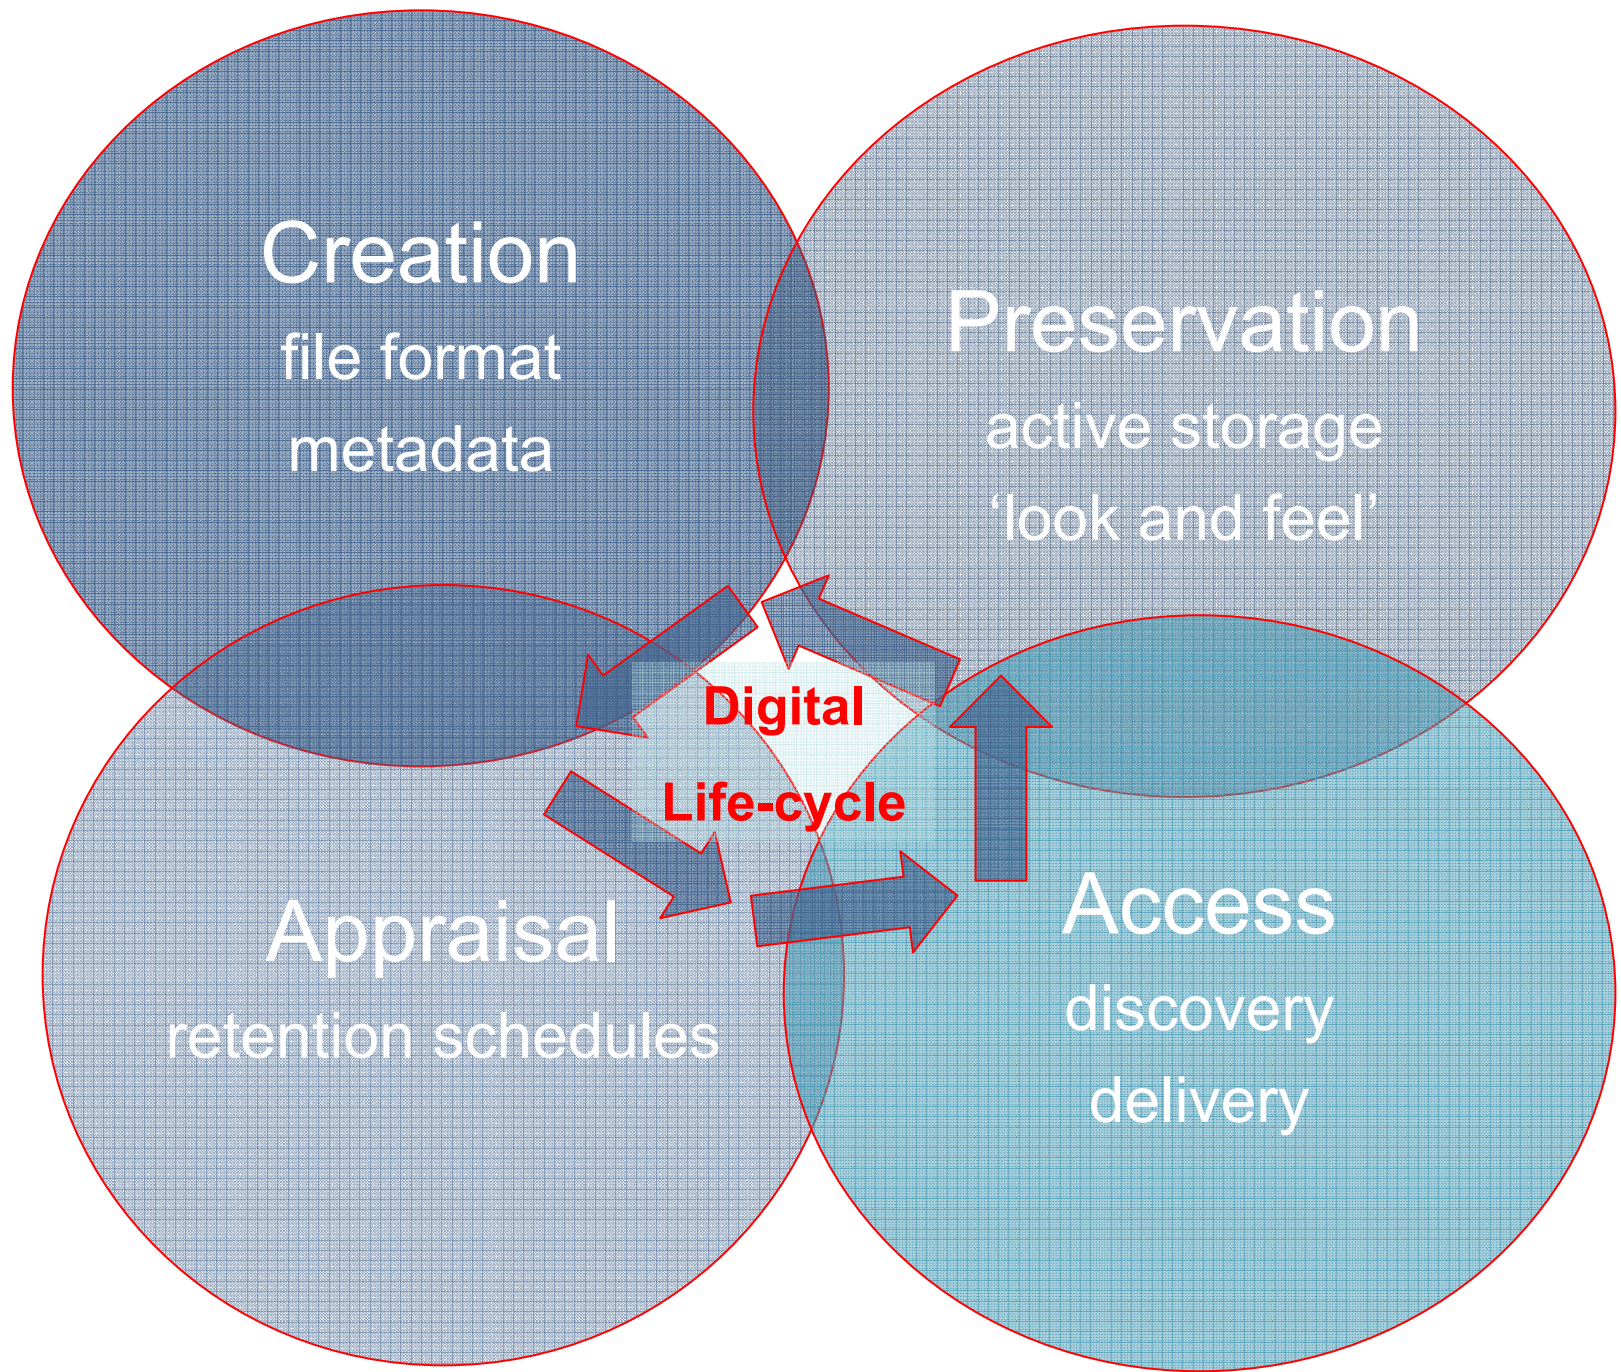 Creation
file format
metadata
Preservation
active storage
‘look and feel’
Digital
Life-cycle
Appraisal
retention schedules
Access
discovery
delivery